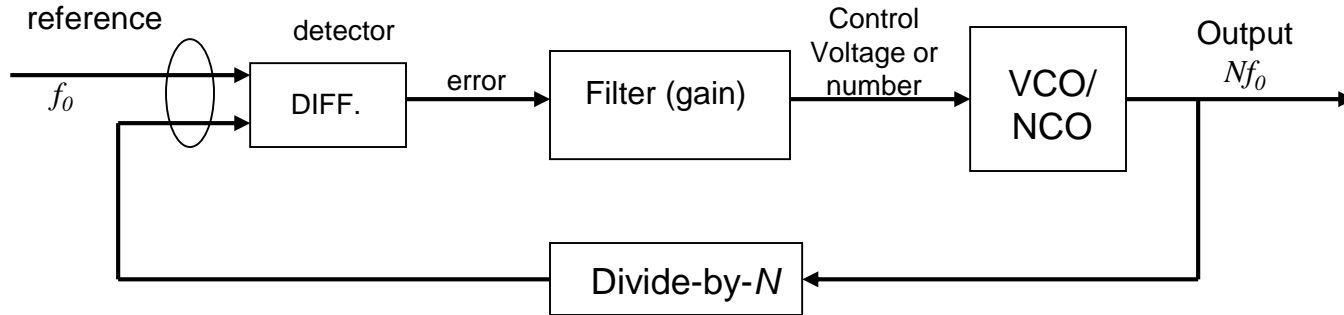 reference
f0
detector
DIFF.
error
Filter (gain)
Control
Voltage or
number
VCO/
NCO
Output
Nf0
Divide-by-N